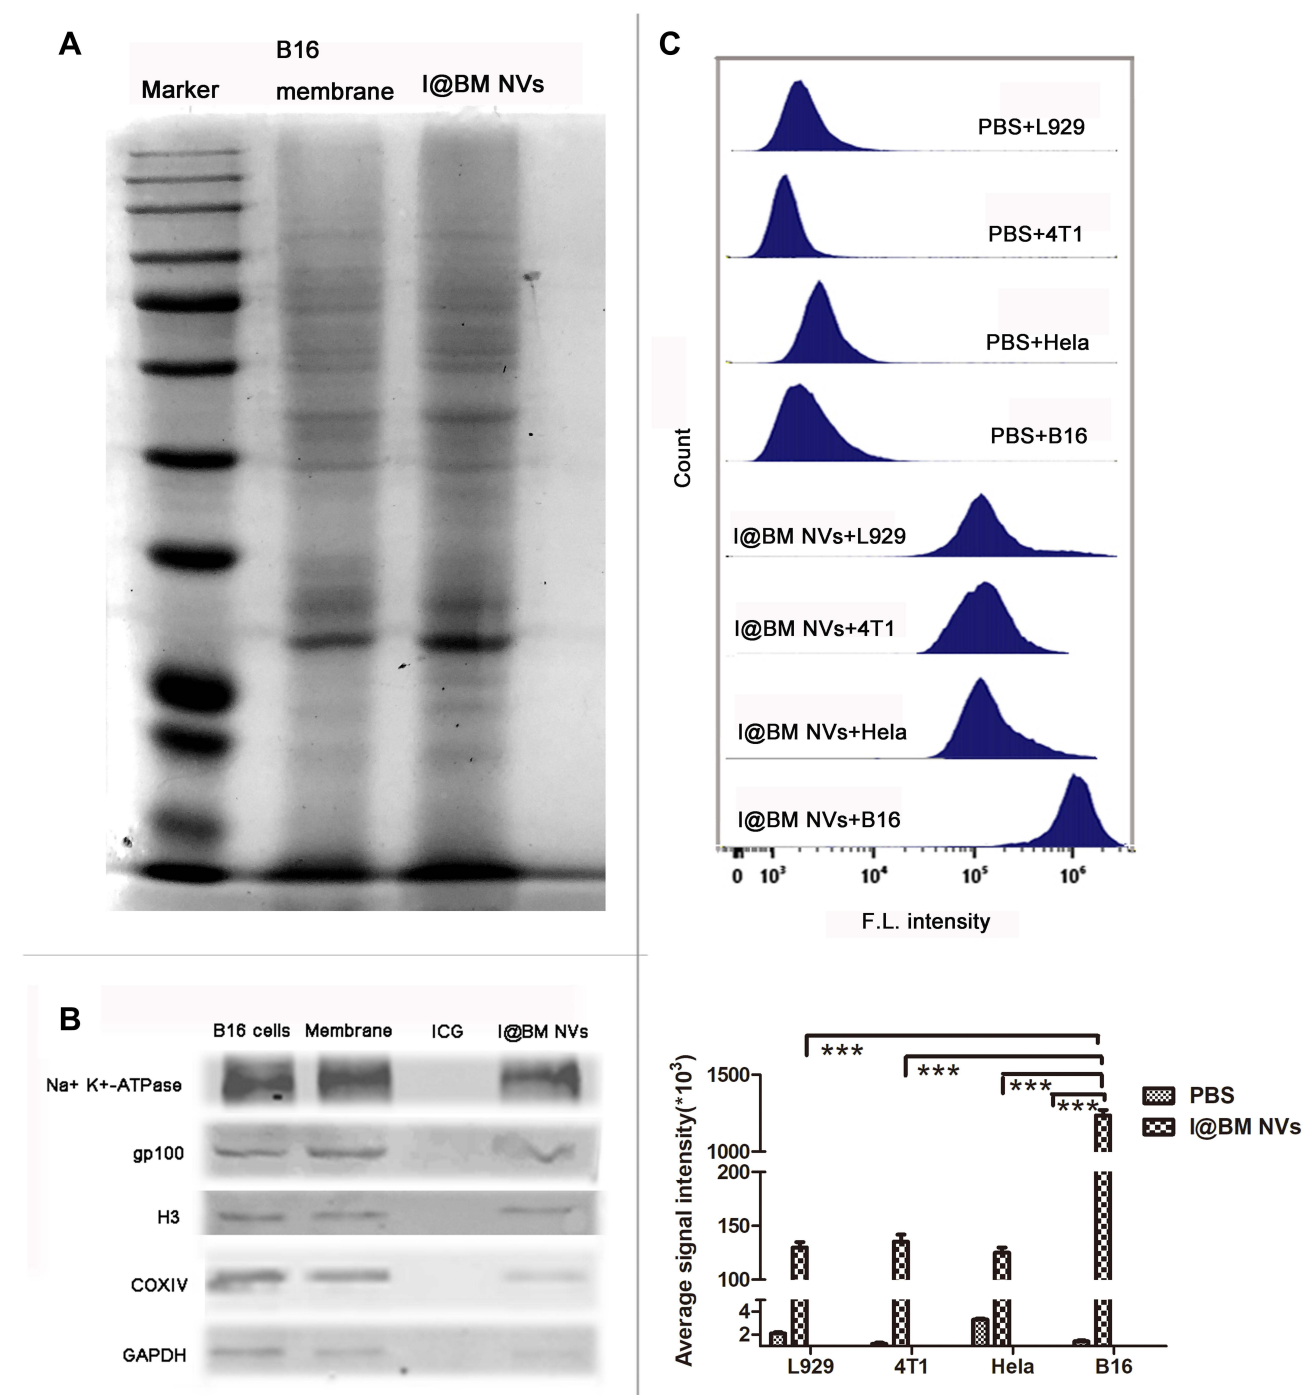 A
Marker
B16
membrane
I@BM NVs
C
PBS+L929
PBS+4T1
PBS+Hela
PBS+B16
I@BM NVs+L929
I@BM NVs+4T1
I@BM NVs+Hela
I@BM NVs+B16
Count
0 10³ 10⁴ 10⁵ 10⁶
F.L. intensity
B
B16 cells Membrane ICG I@BM NVs
Na+ K+-ATPase
gp100
H3
COXIV
GAPDH
Average signal intensity(*10³)
1500
1000
200
150
100
4
2
***
***
***
***
L929 4T1 Hela B16
PBS
I@BM NVs